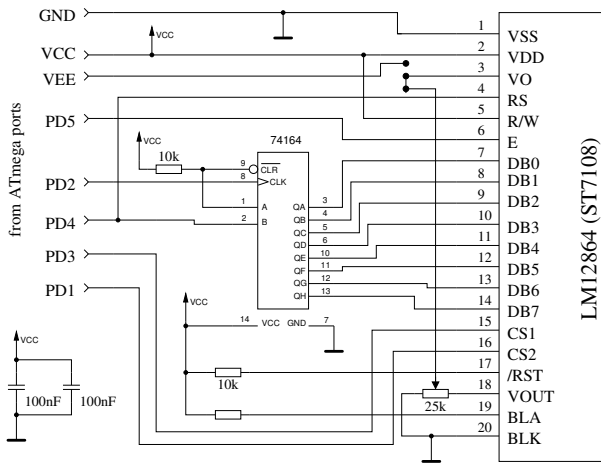 GND
VCC
VEE
PD5
PD2
PD4
PD3
PD1
from ATmega ports
VCC
VCC
10k
74164
9
8
1
2
CLR
CLK
A
B
QA
QB
QC
QD
QE
QF
QG
QH
3
4
5
6
10
11
12
13
14 VCC GND 7
VCC
10k
VCC
100nF
100nF
25k
1 VSS
2 VDD
3 VO
4 RS
5 R/W
6 E
7 DB0
8 DB1
9 DB2
10 DB3
11 DB4
12 DB5
13 DB6
14 DB7
15 CS1
16 CS2
17 /RST
18 VOUT
19 BLA
20 BLK
LM12864 (ST7108)